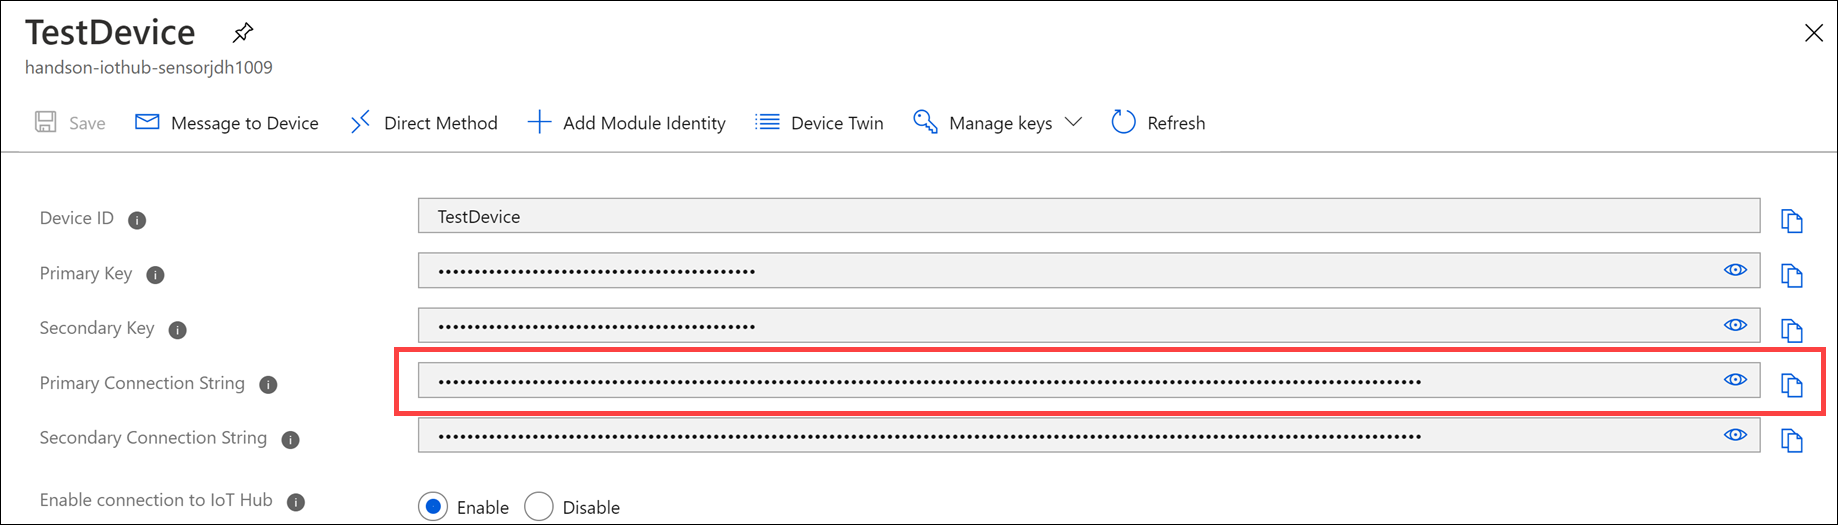 TestDevice
handson-iothub-sensorjdh1009
Save Message to Device Direct Method Add Module Identity Device Twin Manage keys Refresh
Device ID TestDevice
Primary Key
Secondary Key
Primary Connection String
Secondary Connection String
Enable connection to IoT Hub Enable Disable